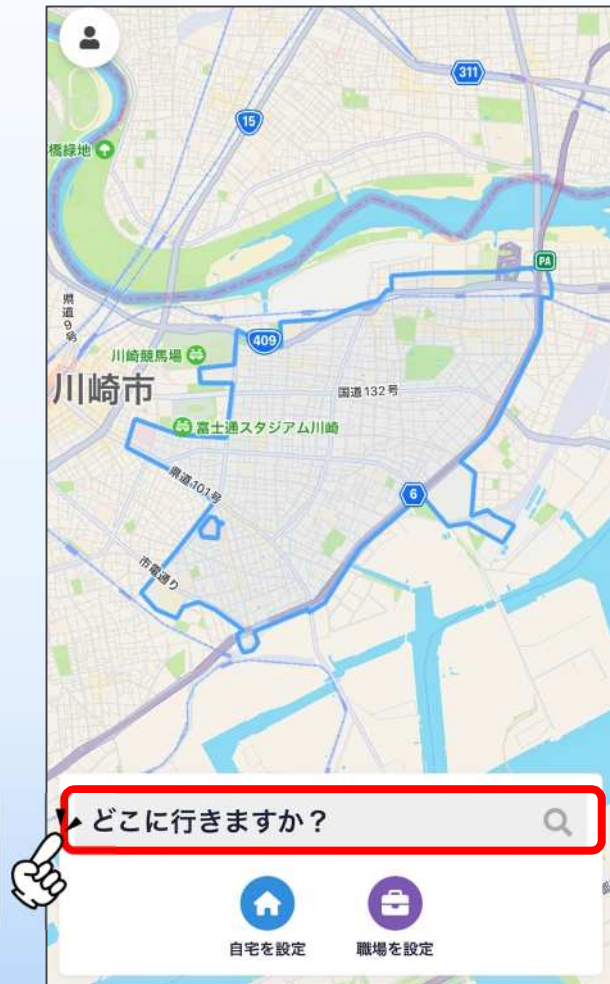 311
15
橋緑地
PA
県道9号
409
川崎競馬場
川崎市
国道132号
富士通スタジアム川崎
県道101号
6
市電通り
どこに行きますか？
自宅を設定
職場を設定